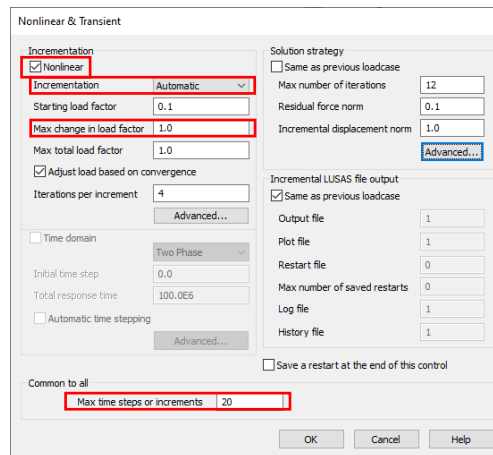 Nonlinear & Transient
Incrementation
Nonlinear
Incrementation Automatic
Starting load factor 0.1
Max change in load factor 1.0
Max total load factor 1.0
Adjust load based on convergence
Iterations per increment 4
Advanced...
Time domain
Two Phase
Initial time step 0.0
Total response time 100.0E6
Automatic time stepping
Advanced...
Common to all
Max time steps or increments 20
Solution strategy
Same as previous loadcase
Max number of iterations 12
Residual force norm 0.1
Incremental displacement norm 1.0
Advanced...
Incremental LUSAS file output
Same as previous loadcase
Output file 1
Plot file 1
Restart file 0
Max number of saved restarts 0
Log file 1
History file 1
Save a restart at the end of this control
OK Cancel Help